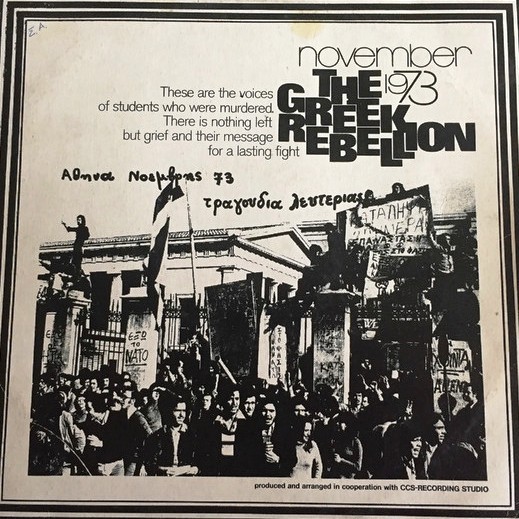 Σ.Α.
november
1973
THE
GREEK
REBELLION
These are the voices
of students who were murdered.
There is nothing left
but grief and their message
for a lasting fight
Αθηνα Νοεμβρης 73
τραγουδια λευτεριας
ΚΑΤΑΛΗΨΗ
ΕΞΩ
ΤΟ
ΝΑΤΟ
produced and arranged in cooperation with CCS-RECORDING STUDIO